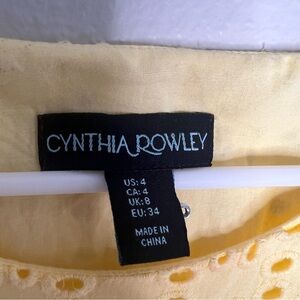 CYNTHIA ROWLEY
US: 4
CA: 4
UK: 8
EU: 34
MADE IN
CHINA